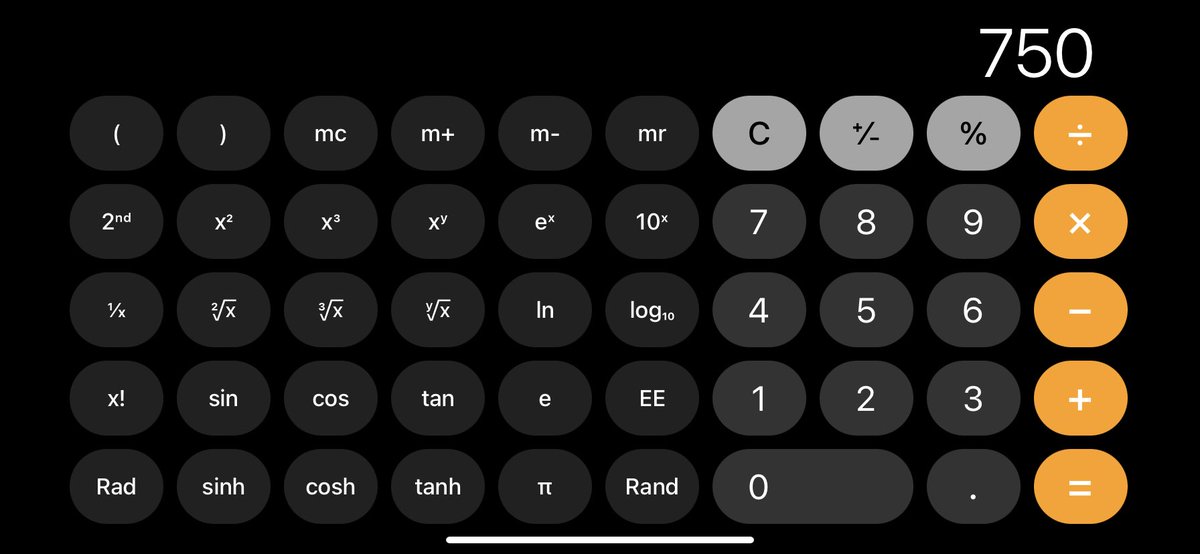 750
( ) mc m+ m- mr C ⁺⁄₋ % ÷
2ⁿᵈ x² x³ xʸ eˣ 10ˣ 7 8 9 ×
¹⁄ₓ ²√x ³√x ʸ√x ln log₁₀ 4 5 6 −
x! sin cos tan e EE 1 2 3 +
Rad sinh cosh tanh π Rand 0 . =